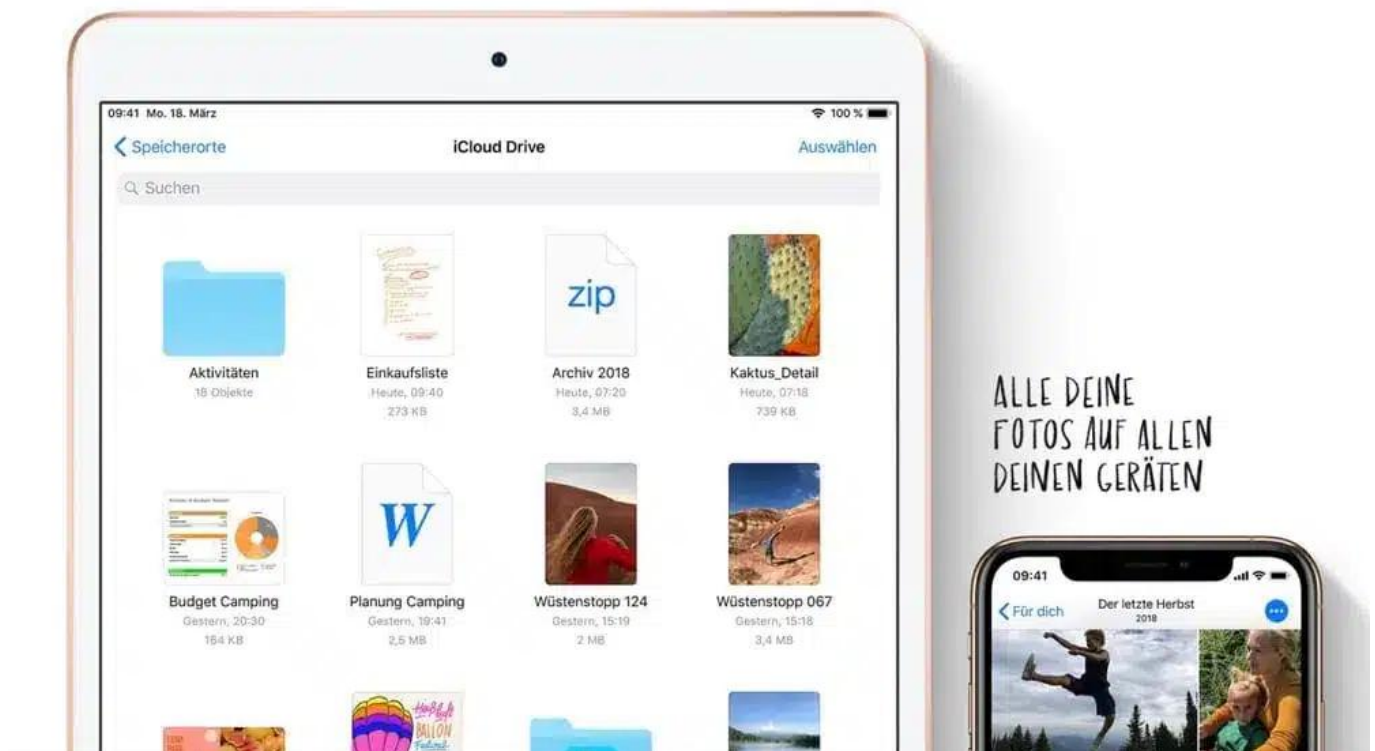 09:41 Mo. 18. März
100 %
Speicherorte
iCloud Drive
Auswählen
Suchen
zip
Aktivitäten
18 Objekte
Einkaufsliste
Heute, 09:40
273 KB
Archiv 2018
Heute, 07:20
3,4 MB
Kaktus_Detail
Heute, 07:18
739 KB
W
Budget Camping
Gestern, 20:30
164 KB
Planung Camping
Gestern, 19:41
2,5 MB
Wüstenstopp 124
Gestern, 15:19
2 MB
Wüstenstopp 067
Gestern, 15:18
3,4 MB
BALLON
ALLE DEINE
FOTOS AUF ALLEN
DEINEN GERÄTEN
09:41
Für dich
Der letzte Herbst
2018